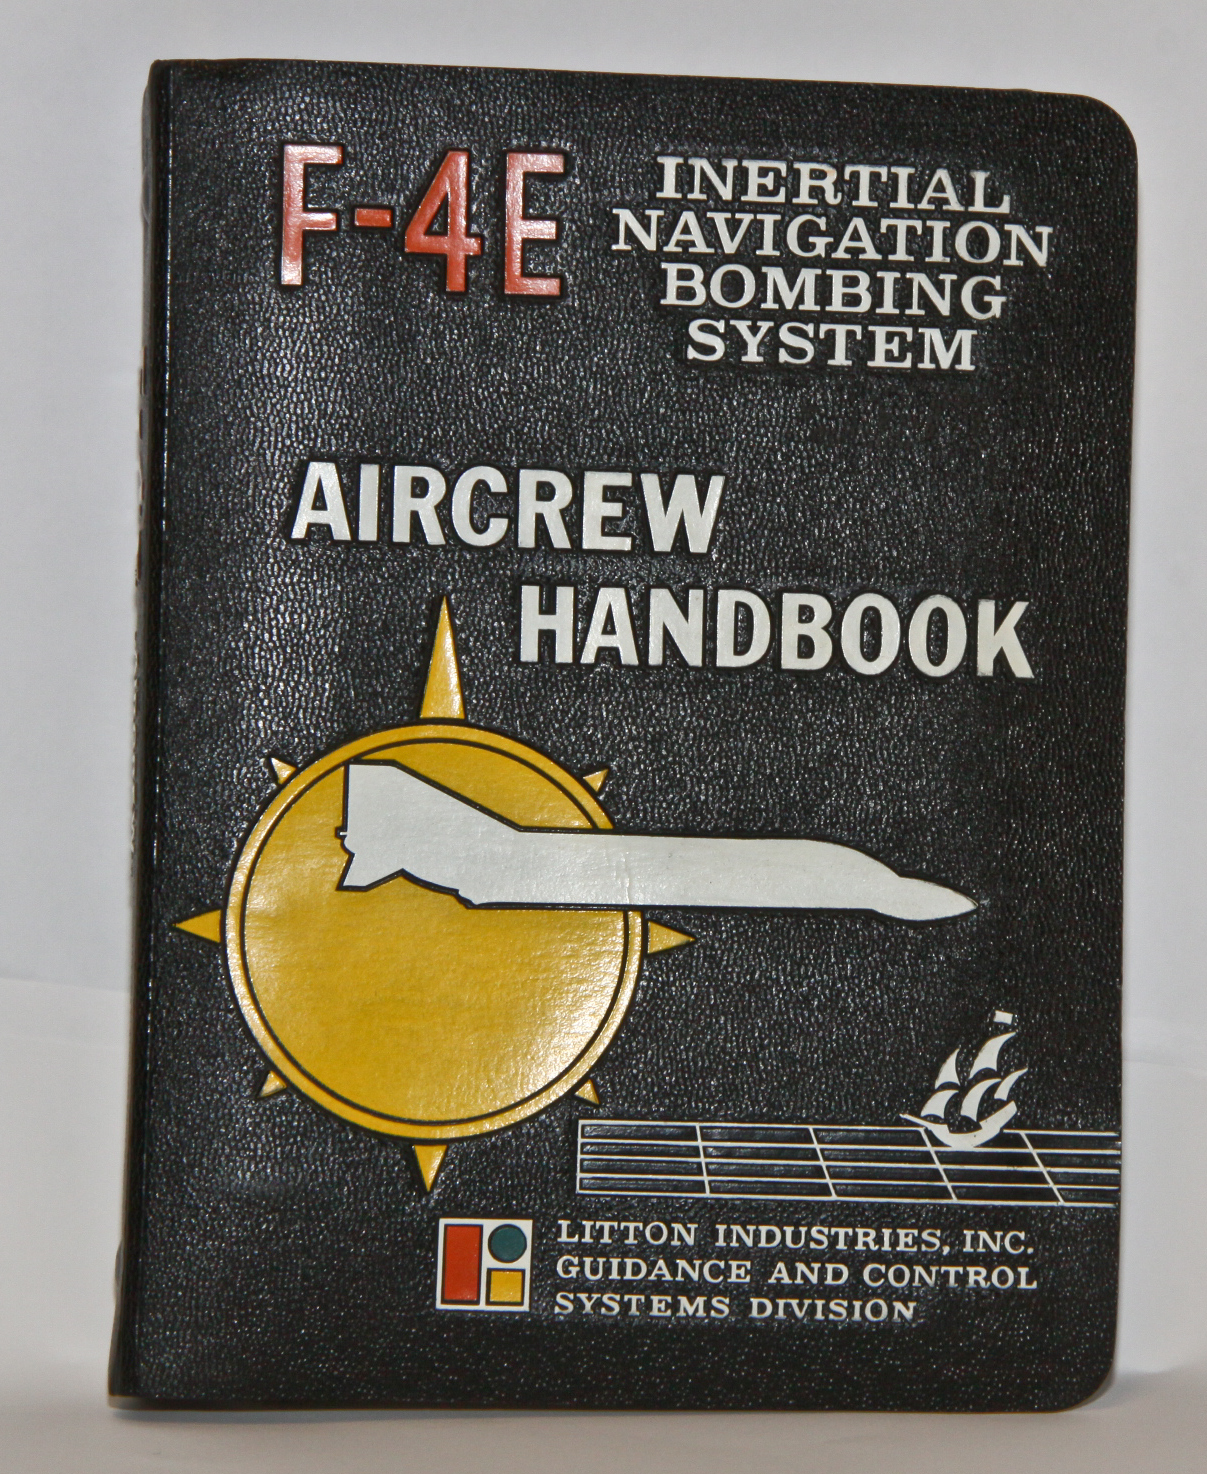 F-4E
INERTIAL
NAVIGATION
BOMBING
SYSTEM
AIRCREW
HANDBOOK
LITTON INDUSTRIES, INC.
GUIDANCE AND CONTROL
SYSTEMS DIVISION